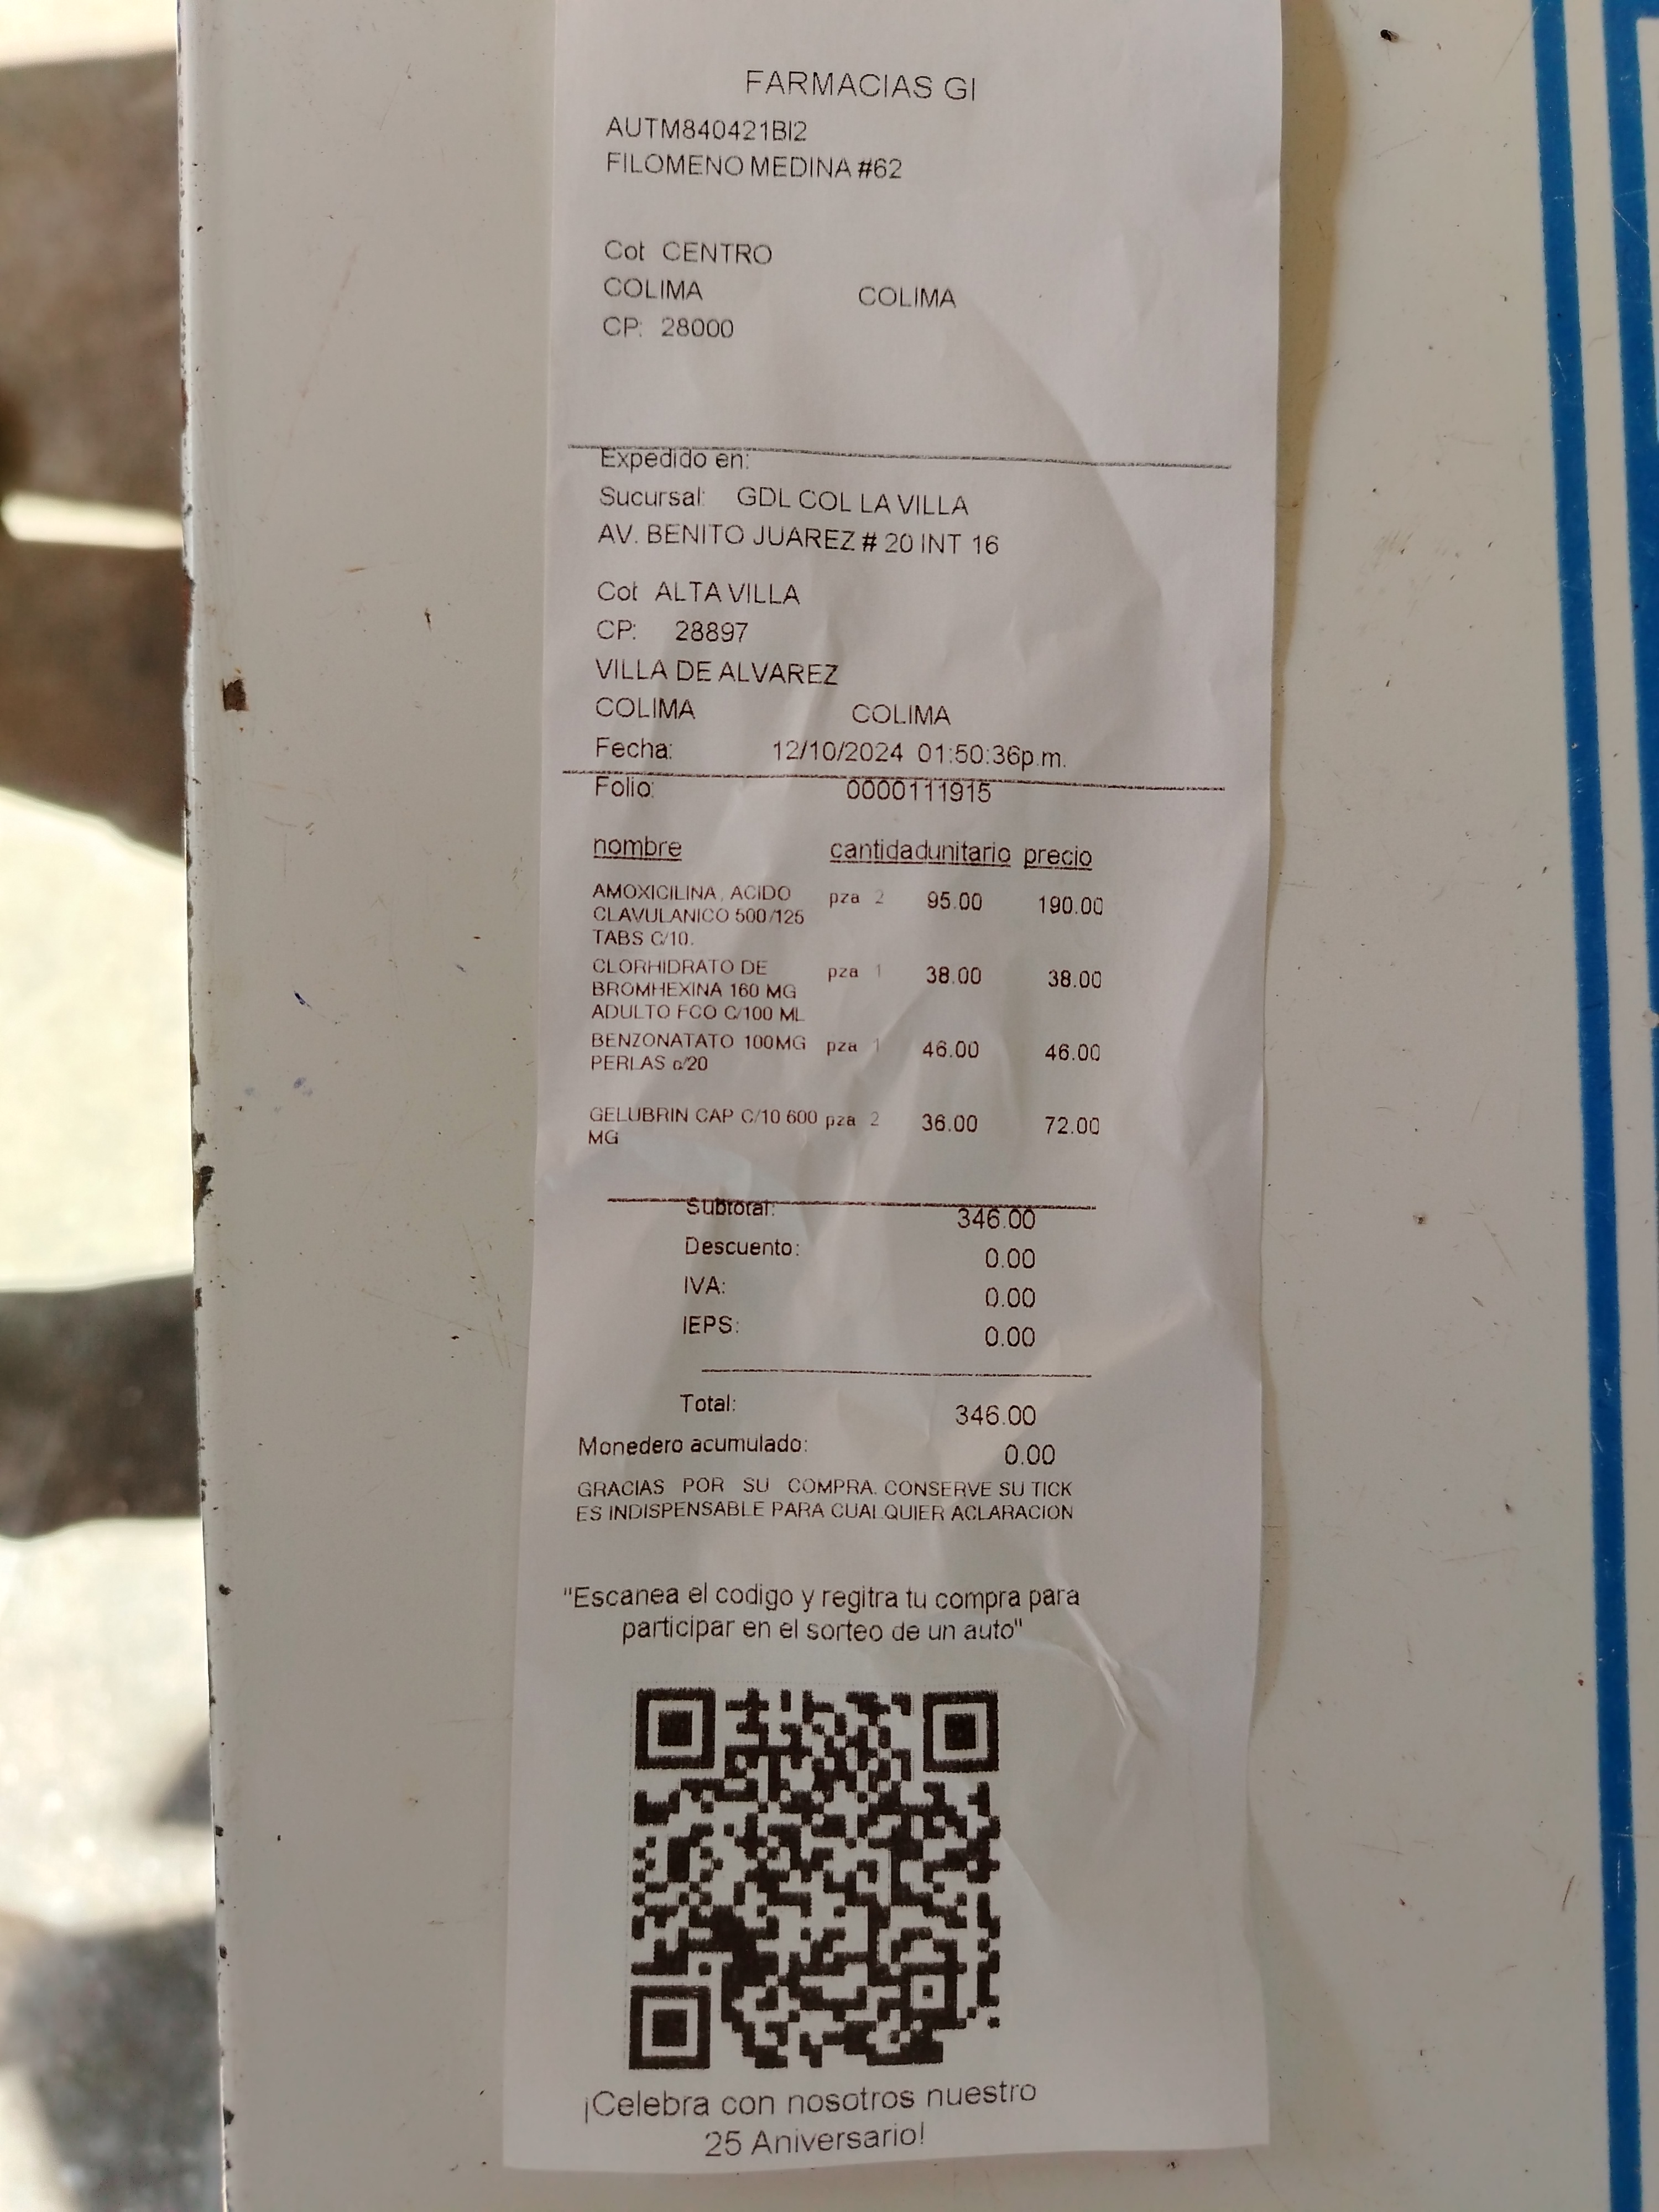 FARMACIAS GI
AUTM840421BI2
FILOMENO MEDINA #62
Cot CENTRO
COLIMA COLIMA
CP: 28000
Expedido en:
Sucursal: GDL COL LA VILLA
AV. BENITO JUAREZ # 20 INT 16
Cot ALTA VILLA
CP: 28897
VILLA DE ALVAREZ
COLIMA COLIMA
Fecha: 12/10/2024 01:50:36p.m.
Folio: 0000111915
nombre cantidadunitario precio
AMOXICILINA, ACIDO pza 2 95.00 190.00
CLAVULANICO 500/125
TABS C/10.
CLORHIDRATO DE pza 1 38.00 38.00
BROMHEXINA 160 MG
ADULTO FCO C/100 ML
BENZONATATO 100MG pza 1 46.00 46.00
PERLAS c/20
GELUBRIN CAP C/10 600 pza 2 36.00 72.00
MG
Subtotal: 346.00
Descuento: 0.00
IVA: 0.00
IEPS: 0.00
Total: 346.00
Monedero acumulado: 0.00
GRACIAS POR SU COMPRA. CONSERVE SU TICK
ES INDISPENSABLE PARA CUALQUIER ACLARACION
"Escanea el codigo y regitra tu compra para
participar en el sorteo de un auto"
¡Celebra con nosotros nuestro
25 Aniversario!